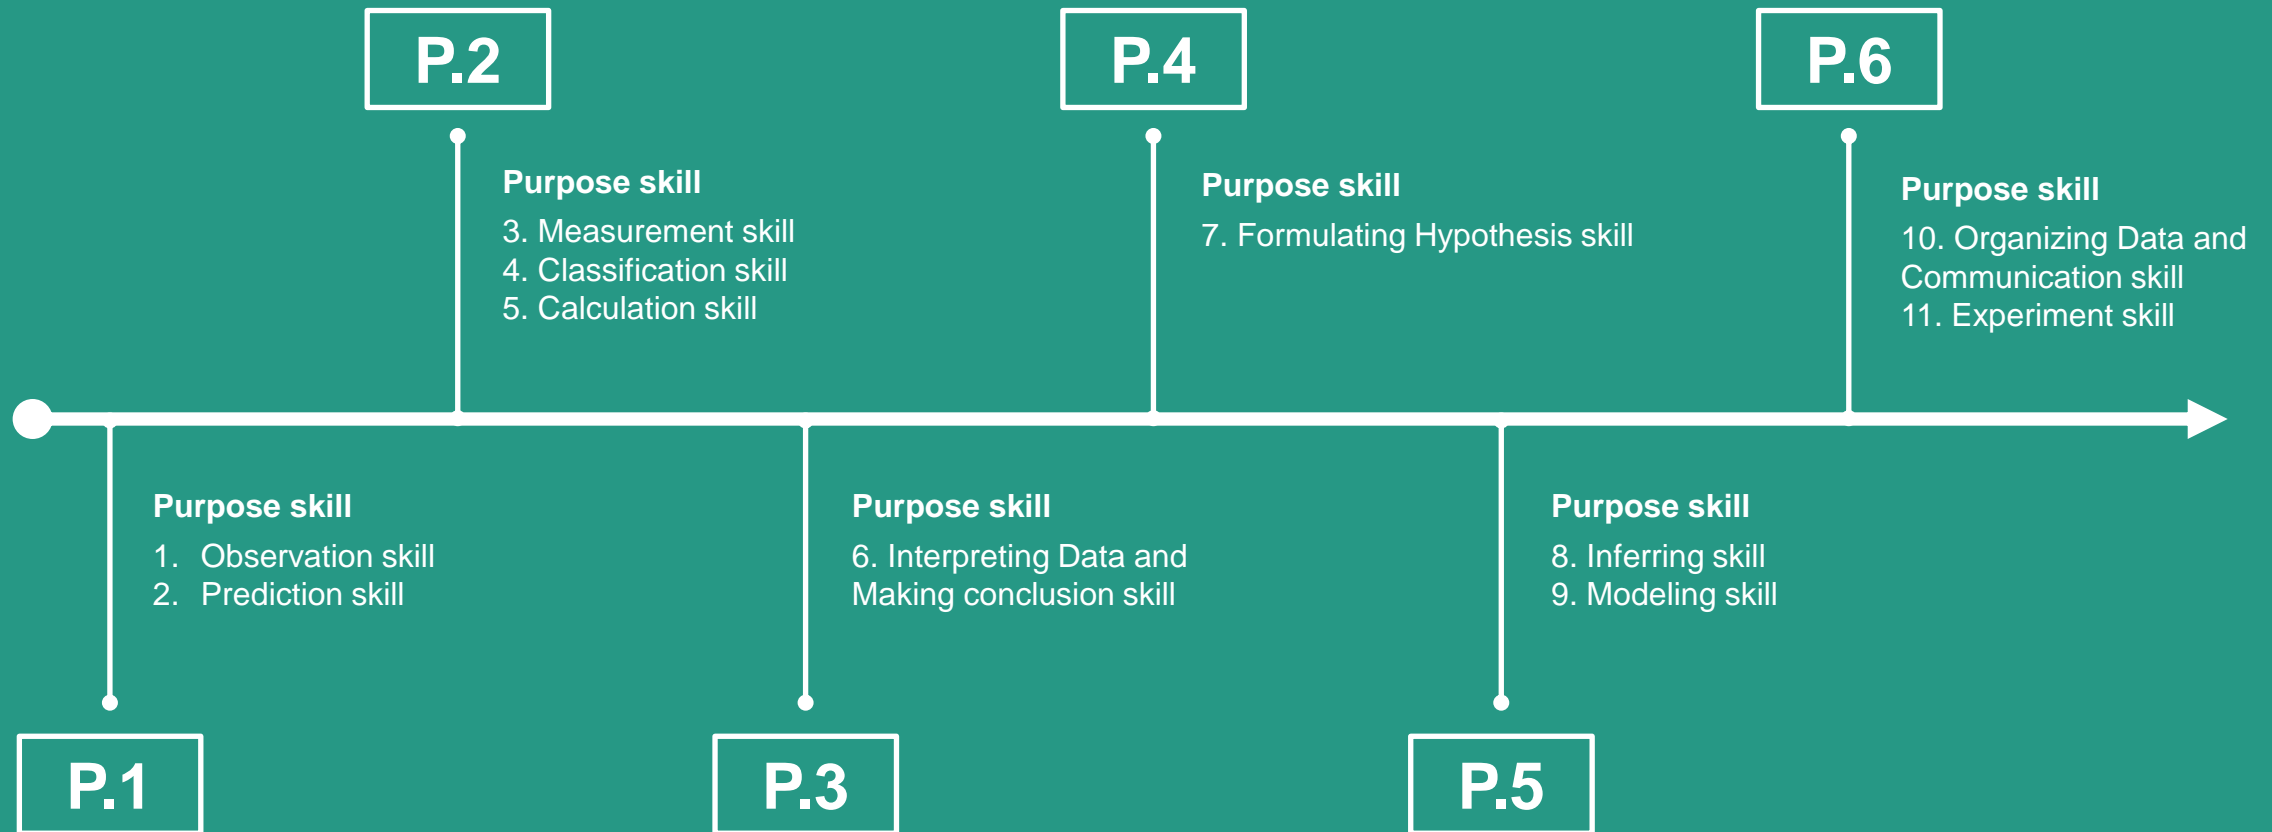 P.2
P.4
P.6
Purpose skill
3. Measurement skill
4. Classification skill
5. Calculation skill
Purpose skill
7. Formulating Hypothesis skill
Purpose skill
10. Organizing Data and
Communication skill
11. Experiment skill
Purpose skill
1. Observation skill
2. Prediction skill
Purpose skill
6. Interpreting Data and
Making conclusion skill
Purpose skill
8. Inferring skill
9. Modeling skill
P.1
P.3
P.5